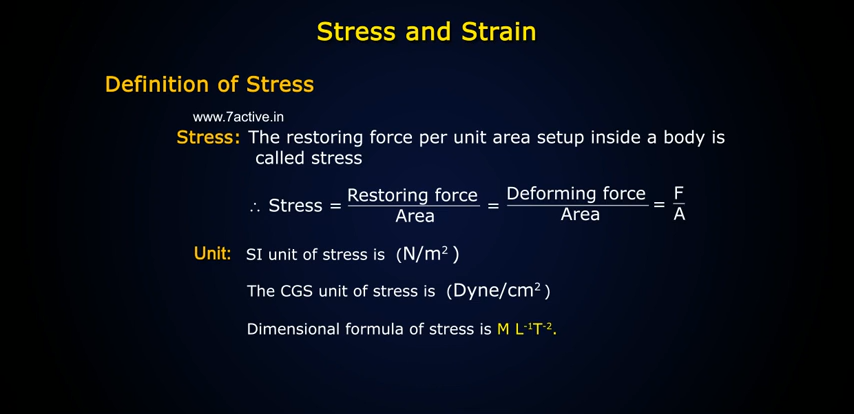 Stress and Strain
Definition of Stress
www.7active.in
Stress: The restoring force per unit area setup inside a body is
called stress
∴ Stress = Restoring force / Area = Deforming force / Area = F / A
Unit: SI unit of stress is (N/m²)
The CGS unit of stress is (Dyne/cm²)
Dimensional formula of stress is M L⁻¹T⁻².